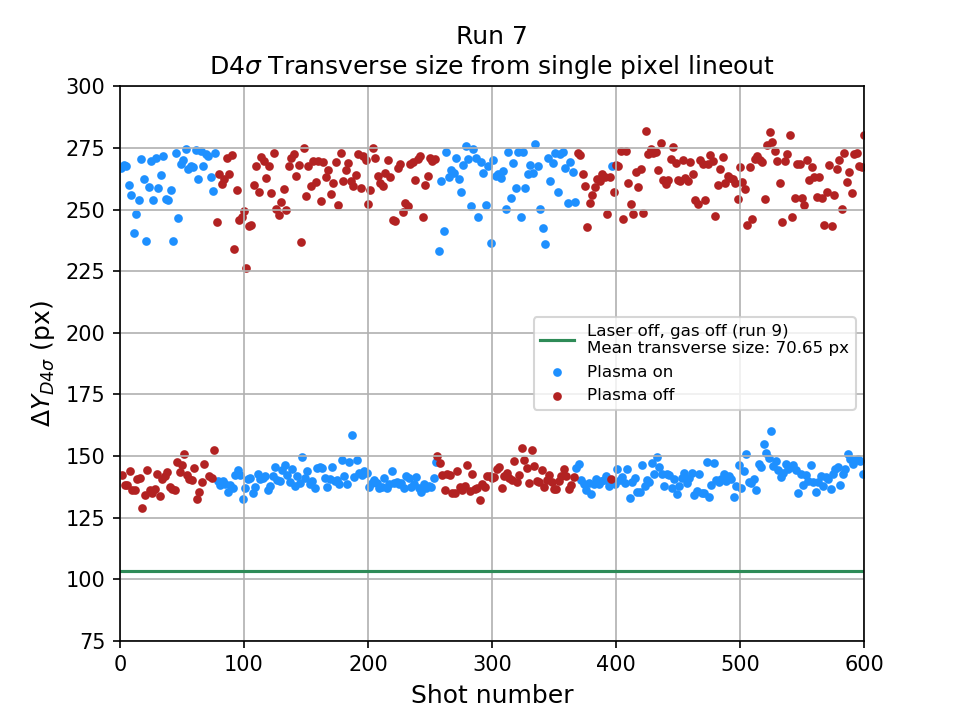 Run 7
D4σ Transverse size from single pixel lineout
300
275
250
225
200
175
150
125
100
75
ΔY_{D4σ} (px)
Laser off, gas off (run 9)
Mean transverse size: 70.65 px
Plasma on
Plasma off
0 100 200 300 400 500 600
Shot number